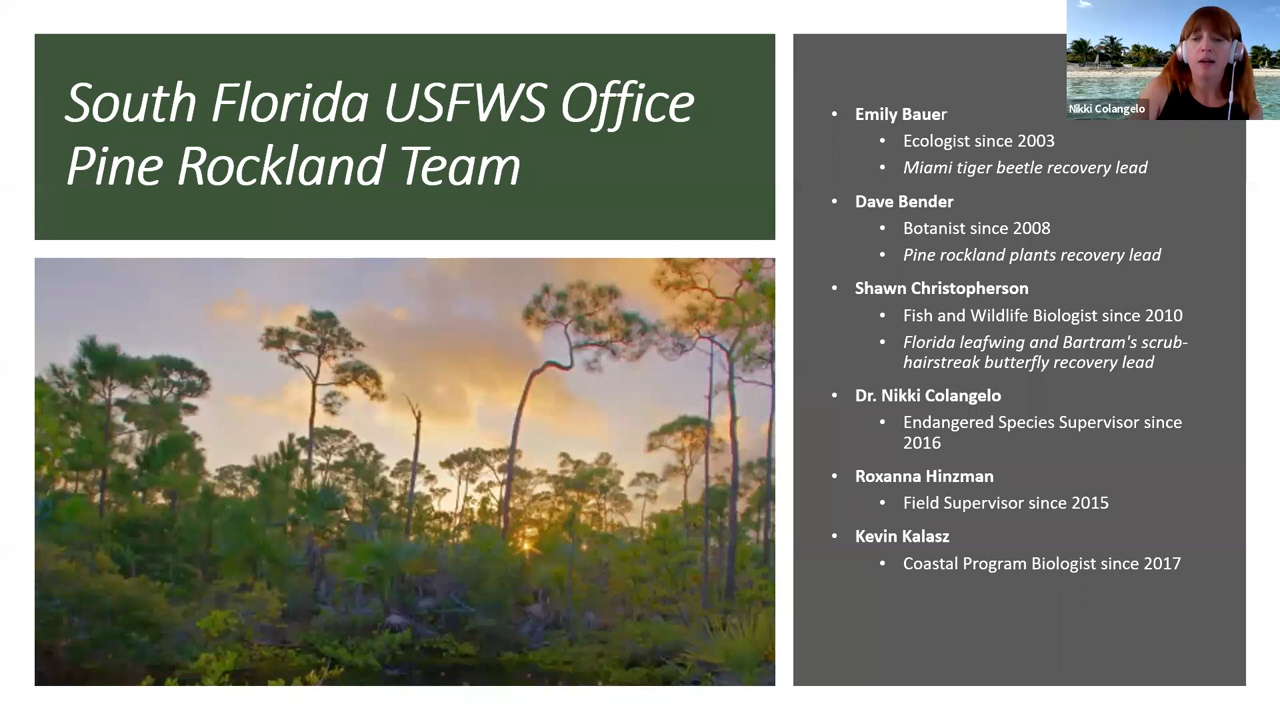 South Florida USFWS Office
Pine Rockland Team
Nikki Colangelo
• Emily Bauer
• Ecologist since 2003
• Miami tiger beetle recovery lead
• Dave Bender
• Botanist since 2008
• Pine rockland plants recovery lead
• Shawn Christopherson
• Fish and Wildlife Biologist since 2010
• Florida leafwing and Bartram's scrub-
hairstreak butterfly recovery lead
• Dr. Nikki Colangelo
• Endangered Species Supervisor since
2016
• Roxanna Hinzman
• Field Supervisor since 2015
• Kevin Kalasz
• Coastal Program Biologist since 2017